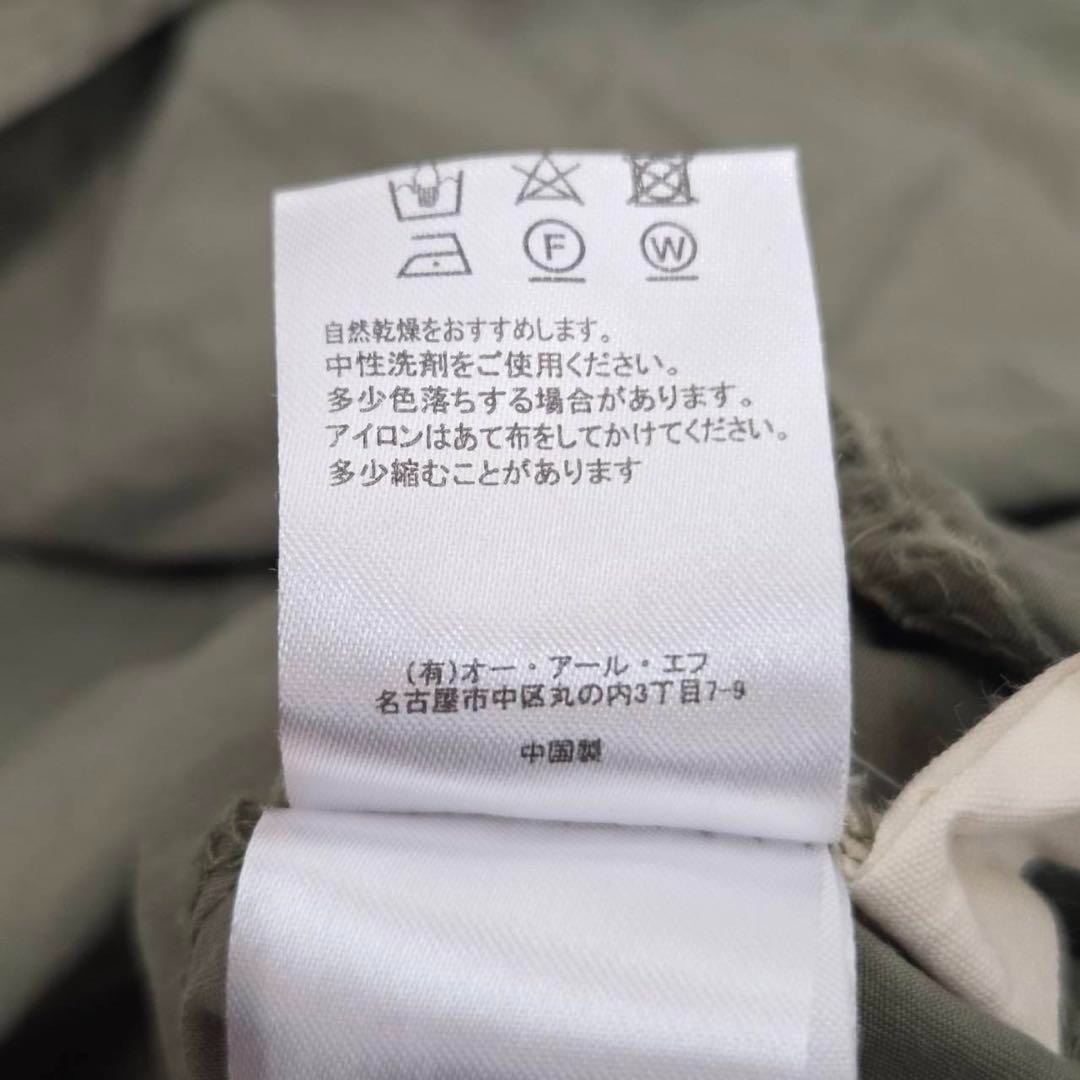 F W
自然乾燥をおすすめします。
中性洗剤をご使用ください。
多少色落ちする場合があります。
アイロンはあて布をしてかけてください。
多少縮むことがあります
(有)オー・アール・エフ
名古屋市中区丸の内3丁目7-9
中国製